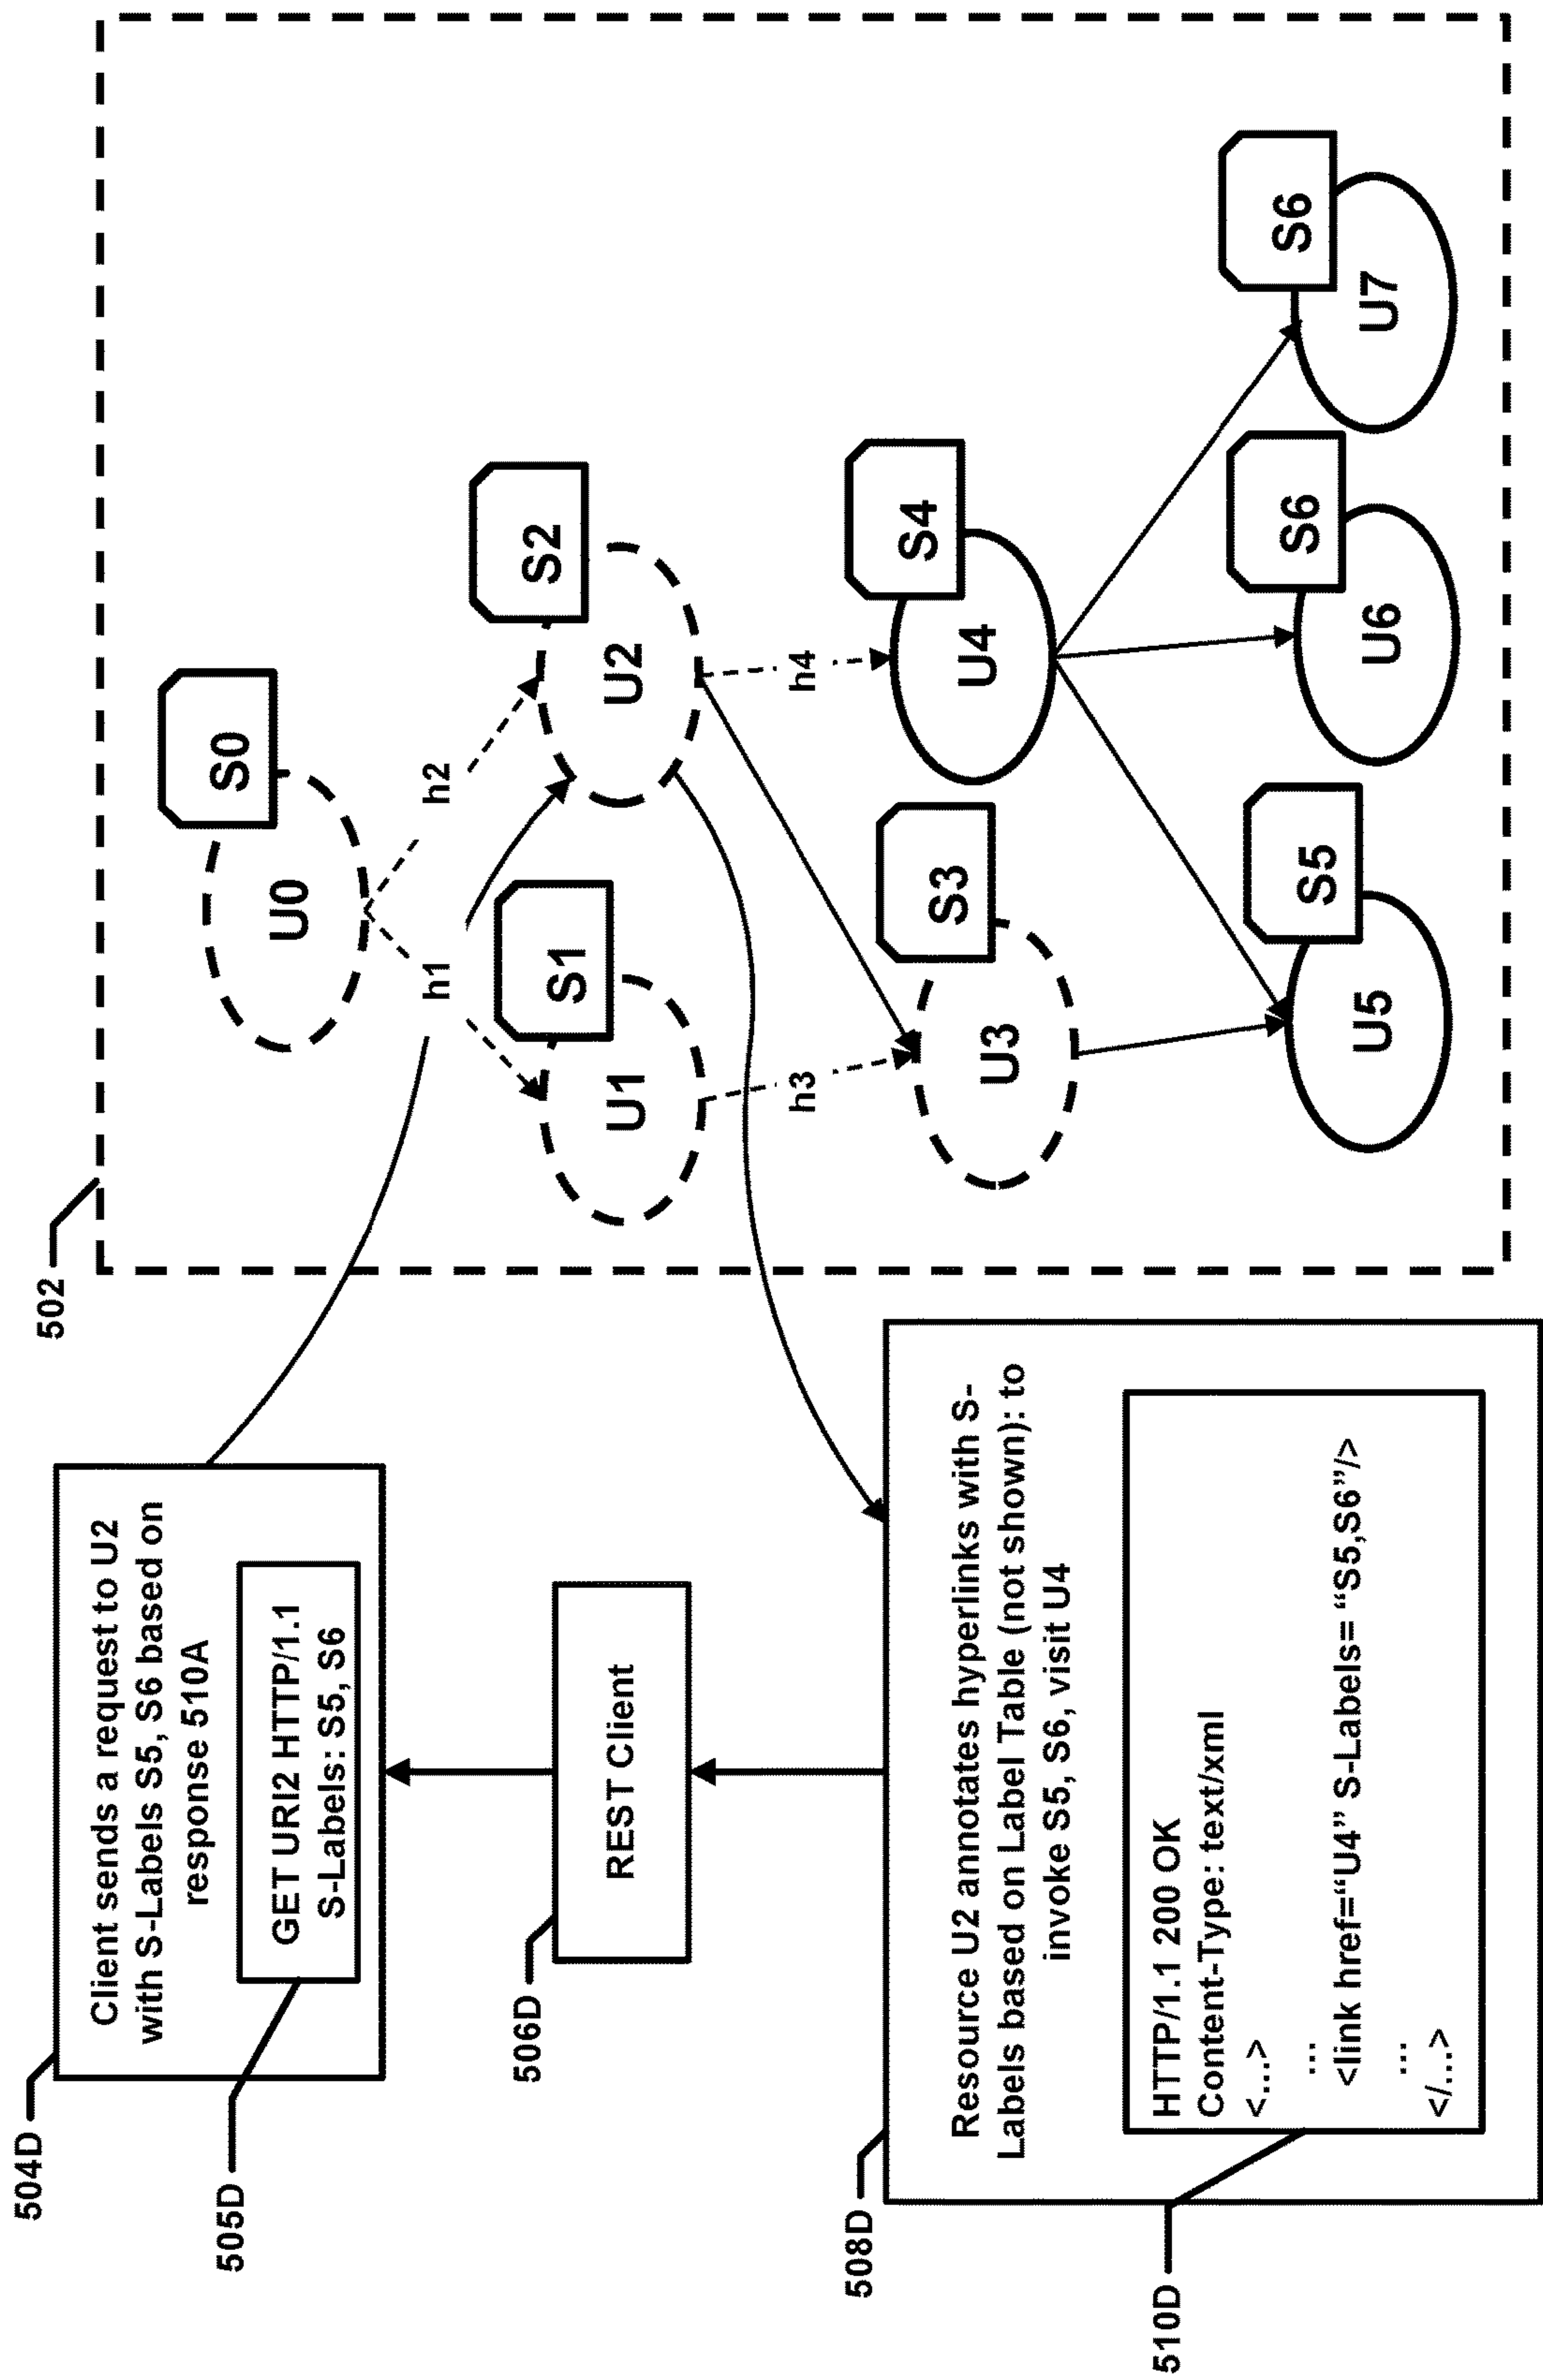 504D
Client sends a request to U2
with S-Labels S5, S6 based on
response 510A
505D
GET URI2 HTTP/1.1
S-Labels: S5, S6
506D
REST Client
508D
Resource U2 annotates hyperlinks with S-
Labels based on Label Table (not shown): to
invoke S5, S6, visit U4
510D
HTTP/1.1 200 OK
Content-Type: text/xml
<...>
...
<link href=“U4” S-Labels= “S5,S6”/>
...
</...>
502
S0
U0
h1
h2
S1
U1
S2
U2
h3
h4
S3
U3
S4
U4
S5
U5
S6
U6
S6
U7